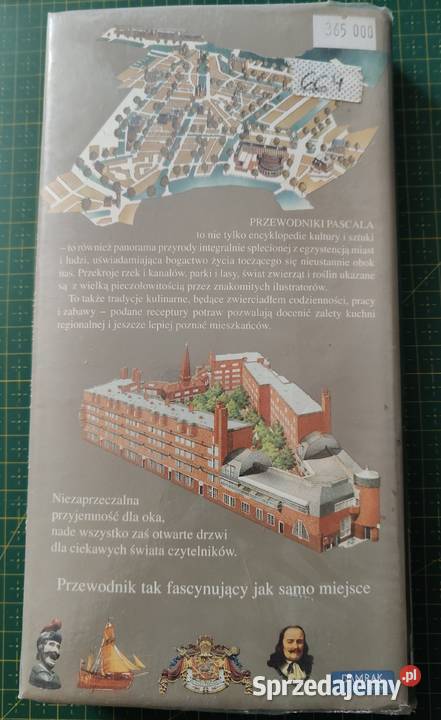 365 000
664
PRZEWODNIKI PASCALA
to nie tylko encyklopedie kultury i sztuki
– to również panorama przyrody integralnie splecionej z egzystencją miast
i ludzi, uświadamiająca bogactwo życia toczącego się nieustannie obok
nas. Przekroje rzek i kanałów, parki i lasy, świat zwierząt i roślin ukazane
są z wielką pieczołowitością przez znakomitych ilustratorów.
To także tradycje kulinarne, będące zwierciadłem codzienności, pracy
i zabawy – podane receptury potraw pozwalają docenić zalety kuchni
regionalnej i jeszcze lepiej poznać mieszkańców.
Niezaprzeczalna
przyjemność dla oka,
nade wszystko zaś otwarte drzwi
dla ciekawych świata czytelników.
Przewodnik tak fascynujący jak samo miejsce
DAMRAK
Sprzedajemy.pl